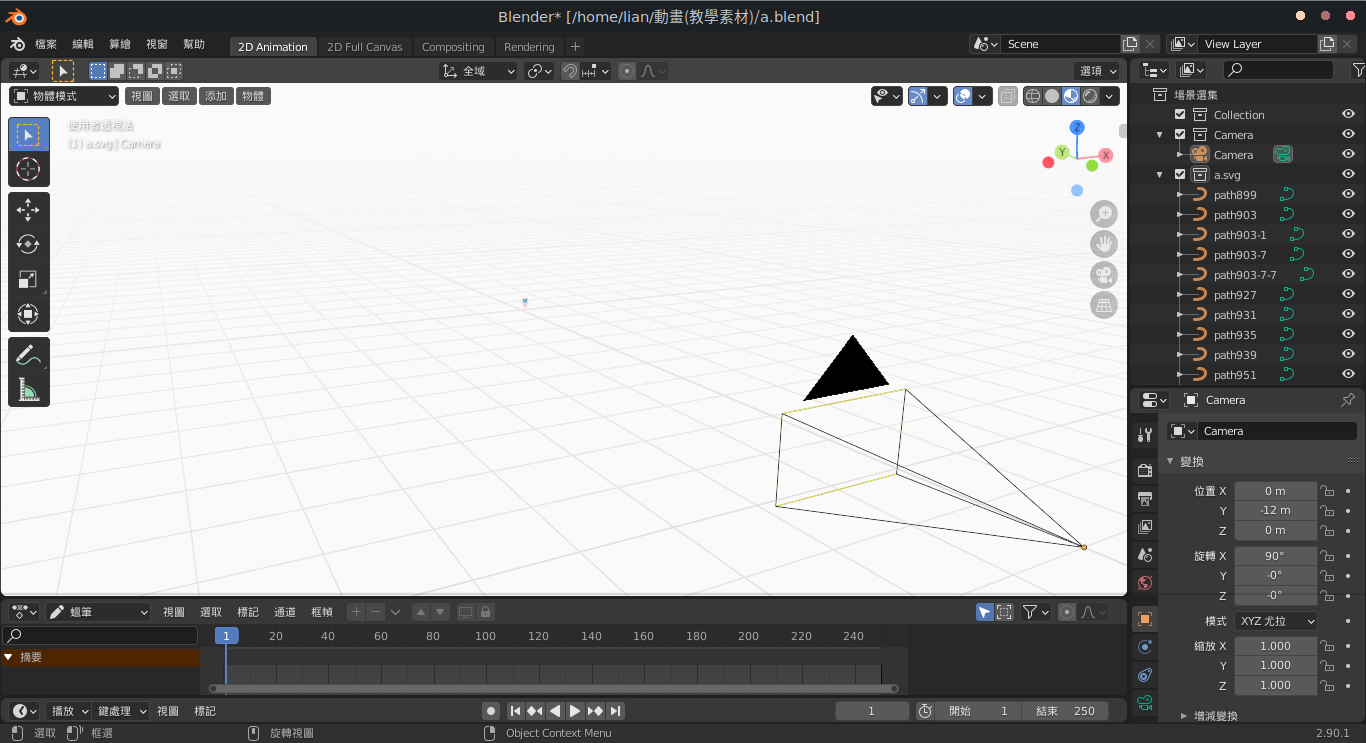 Blender* [/home/lian/動畫(教學素材)/a.blend]
檔案 編輯 算繪 視窗 幫助 2D Animation 2D Full Canvas Compositing Rendering + Scene View Layer
全域 選項
物體模式 視圖 選取 添加 物體
使用者透視法
(1) a.svg | Camera
Z
Y
X
場景選集
Collection
Camera
Camera
a.svg
path899
path903
path903-1
path903-7
path903-7-7
path927
path931
path935
path939
path951
Camera
Camera
變換
位置 X 0 m
Y -12 m
Z 0 m
旋轉 X 90°
Y -0°
Z -0°
模式 XYZ 尤拉
縮放 X 1.000
Y 1.000
Z 1.000
增減變換
蠟筆 視圖 選取 標記 通道 框幀
1 20 40 60 80 100 120 140 160 180 200 220 240
摘要
播放 鍵處理 視圖 標記 1 開始 1 結束 250
選取 框選 旋轉視圖 Object Context Menu 2.90.1